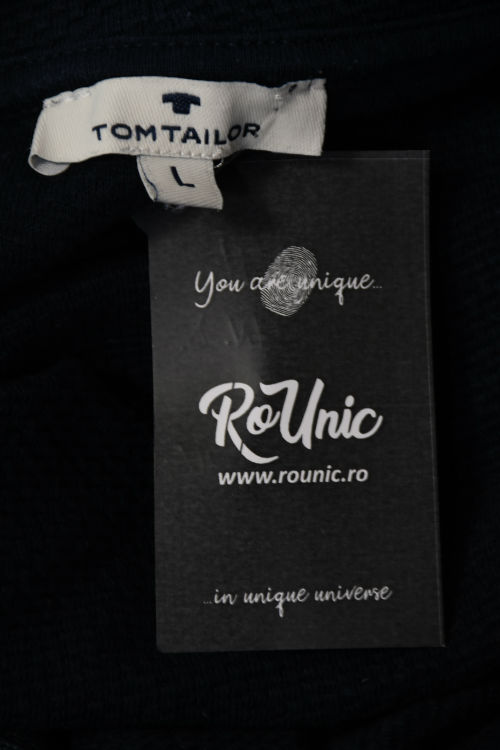 TOM TAILOR
L
You are unique...
RoUnic
www.rounic.ro
...in unique universe